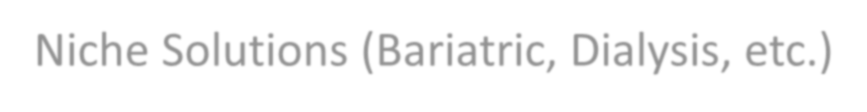 Niche Solutions (Bariatric, Dialysis, etc.)